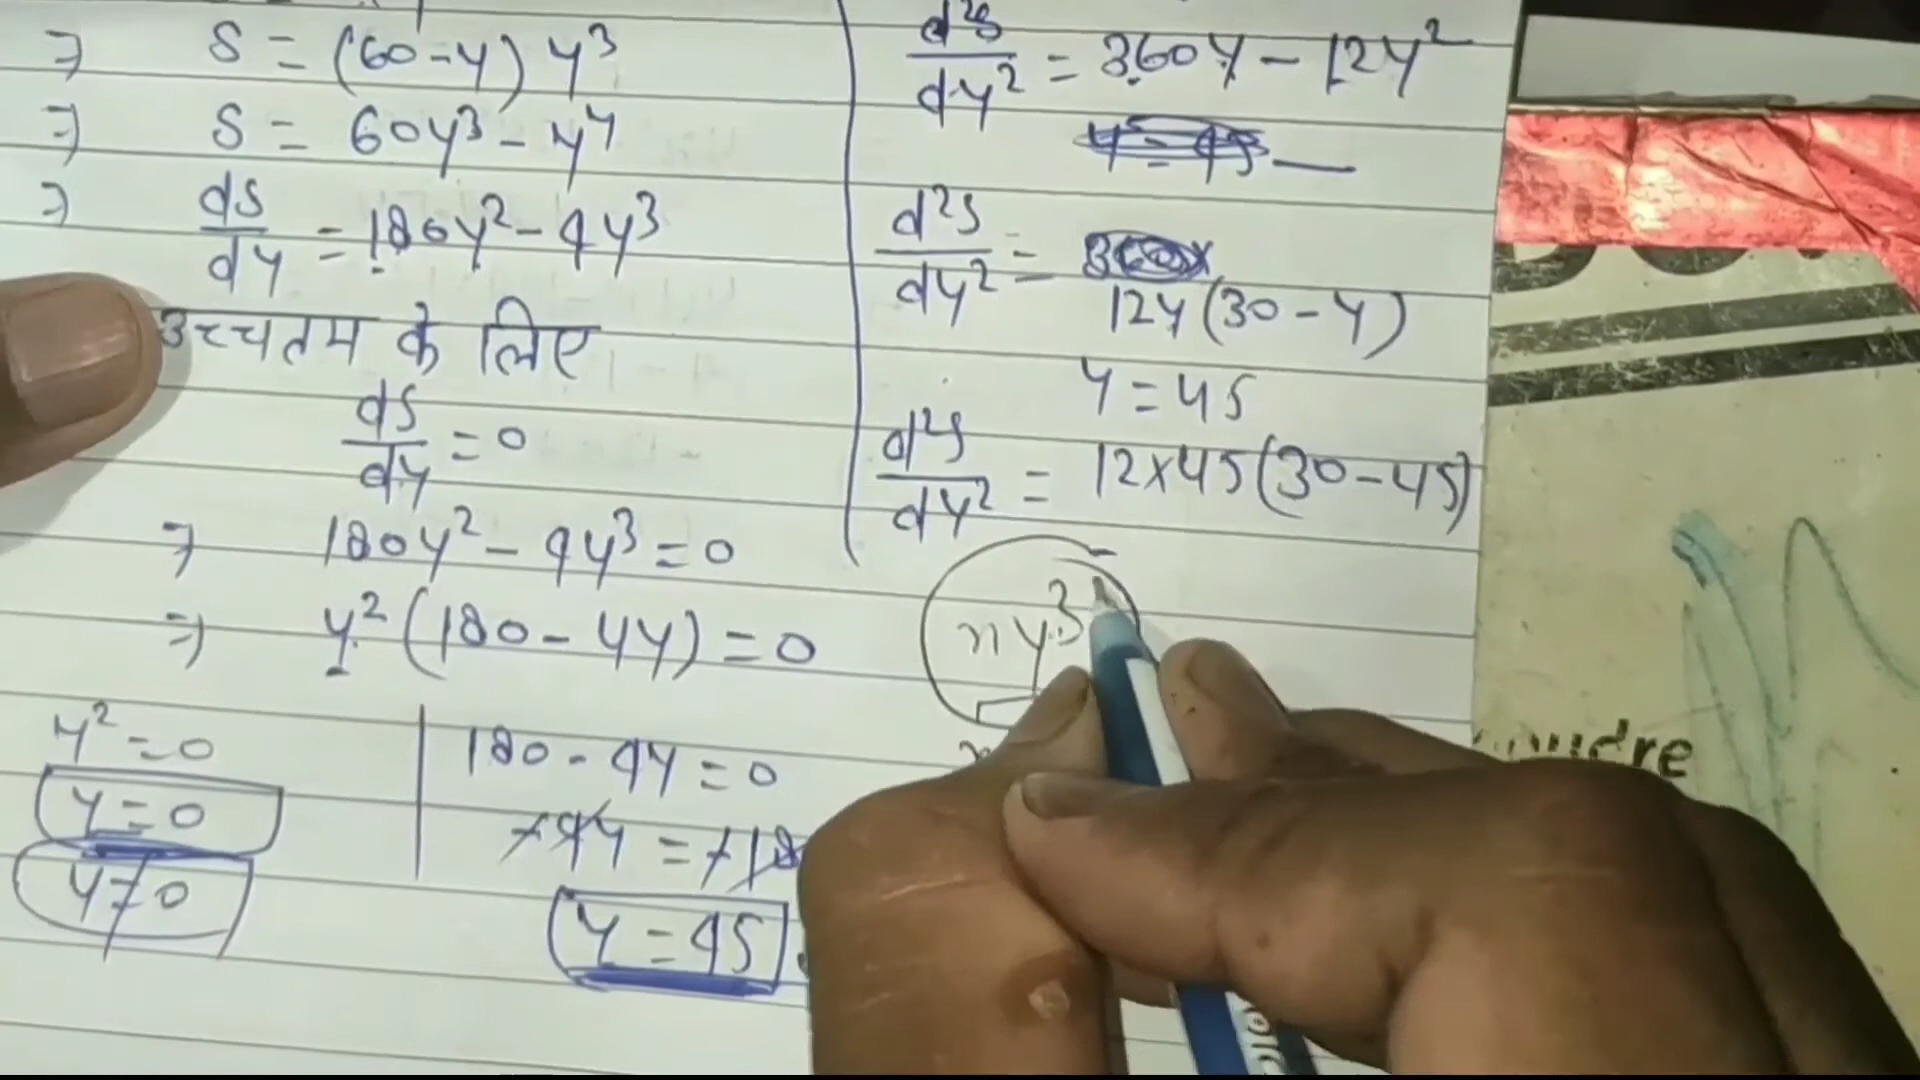 ⇒ S = (60-y) y³
⇒ S = 60y³ - y⁴
⇒ dS/dy = 180y² - 4y³
उच्चतम के लिए
dS/dy = 0
⇒ 180y² - 4y³ = 0
⇒ y² (180 - 4y) = 0
y² = 0
y = 0
y ≠ 0
180 - 4y = 0
y = 45
d²s/dy² = 360y - 12y²
d²S/dy² = 12y (30 - y)
y = 45
d²S/dy² = 12×45 (30-45)
xy³